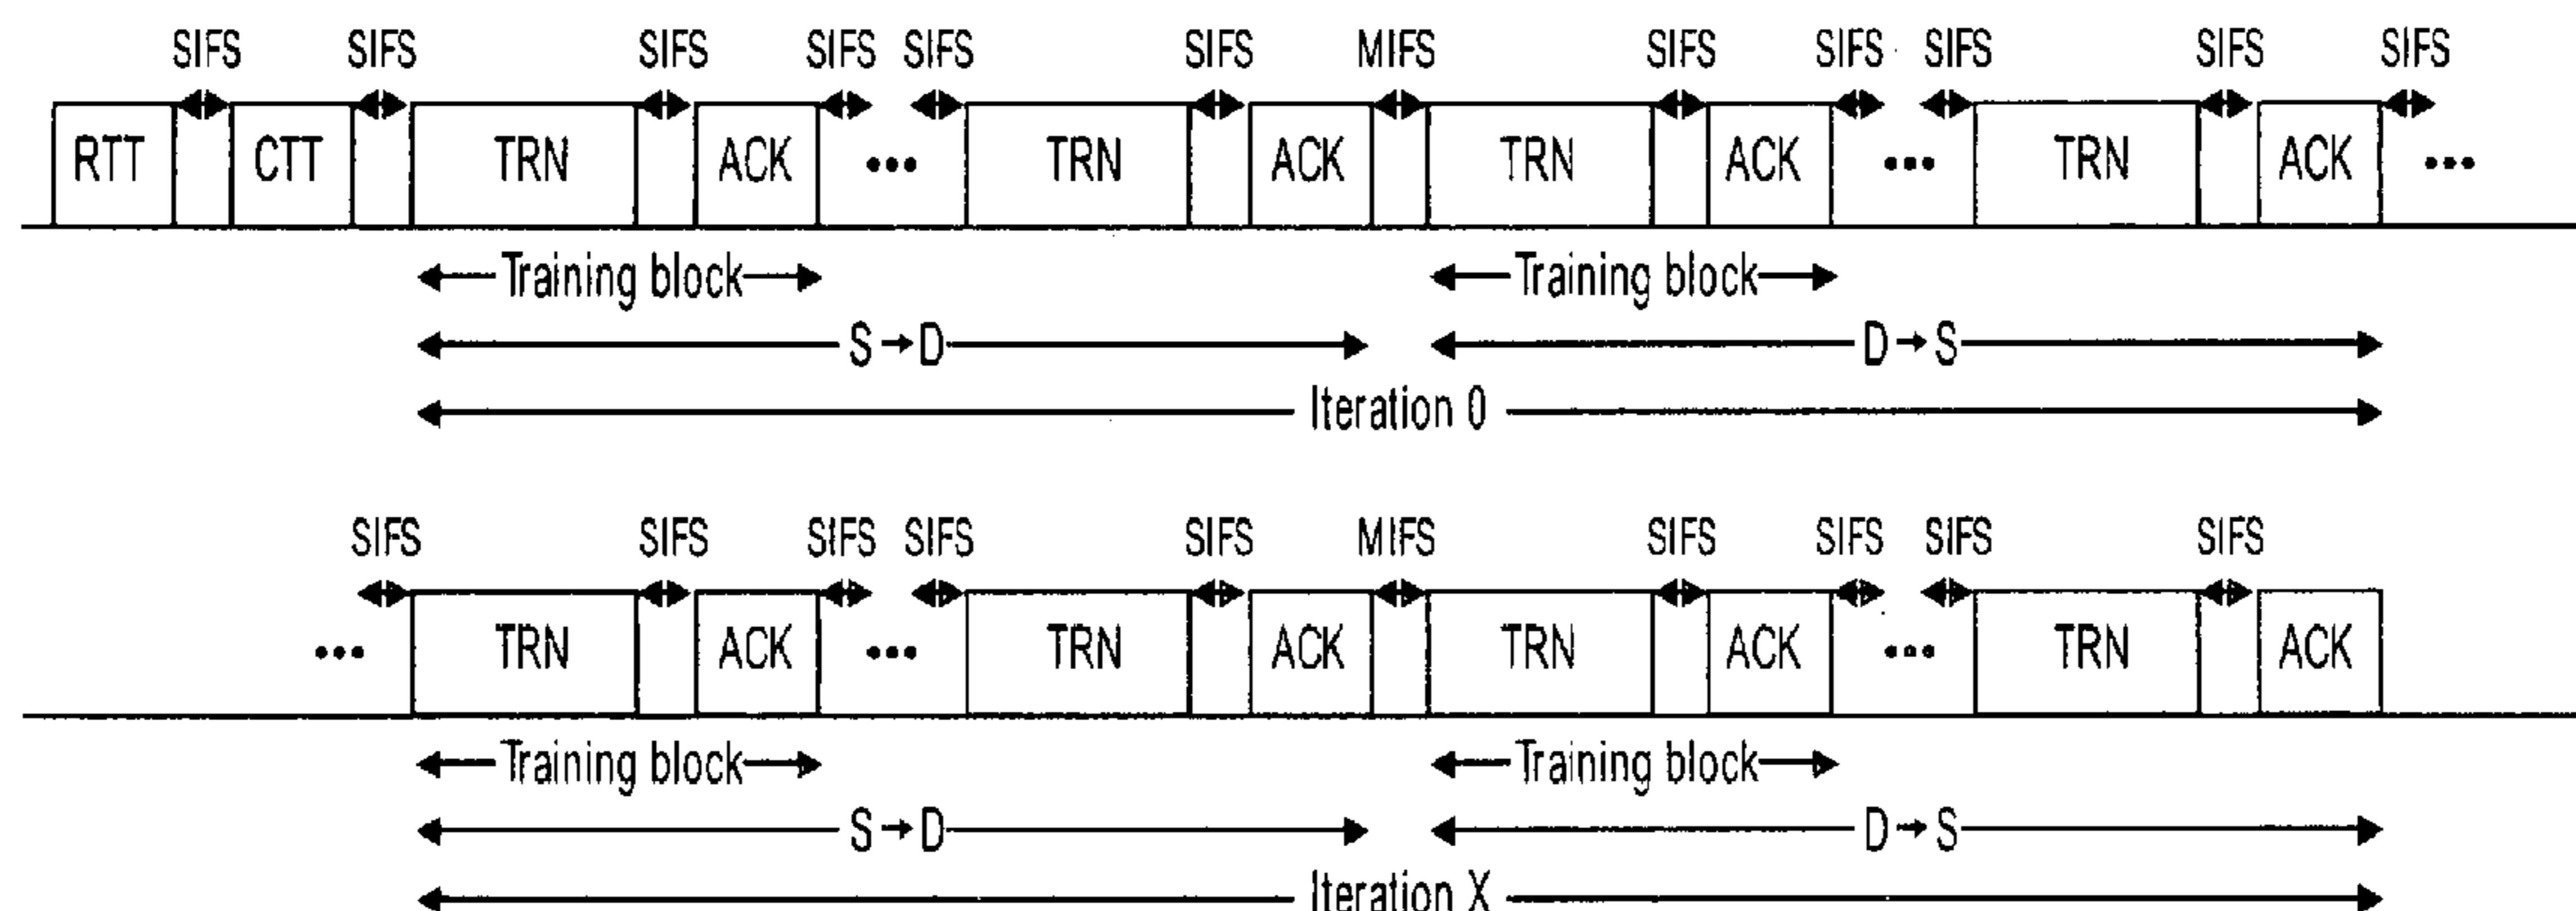 SIFS SIFS SIFS SIFS SIFS SIFS MIFS SIFS SIFS SIFS SIFS SIFS
RTT CTT TRN ACK ••• TRN ACK TRN ACK ••• TRN ACK •••
Training block Training block
S→D D→S
Iteration 0
SIFS SIFS SIFS SIFS SIFS MIFS SIFS SIFS SIFS SIFS
••• TRN ACK ••• TRN ACK TRN ACK ••• TRN ACK
Training block Training block
S→D D→S
Iteration X